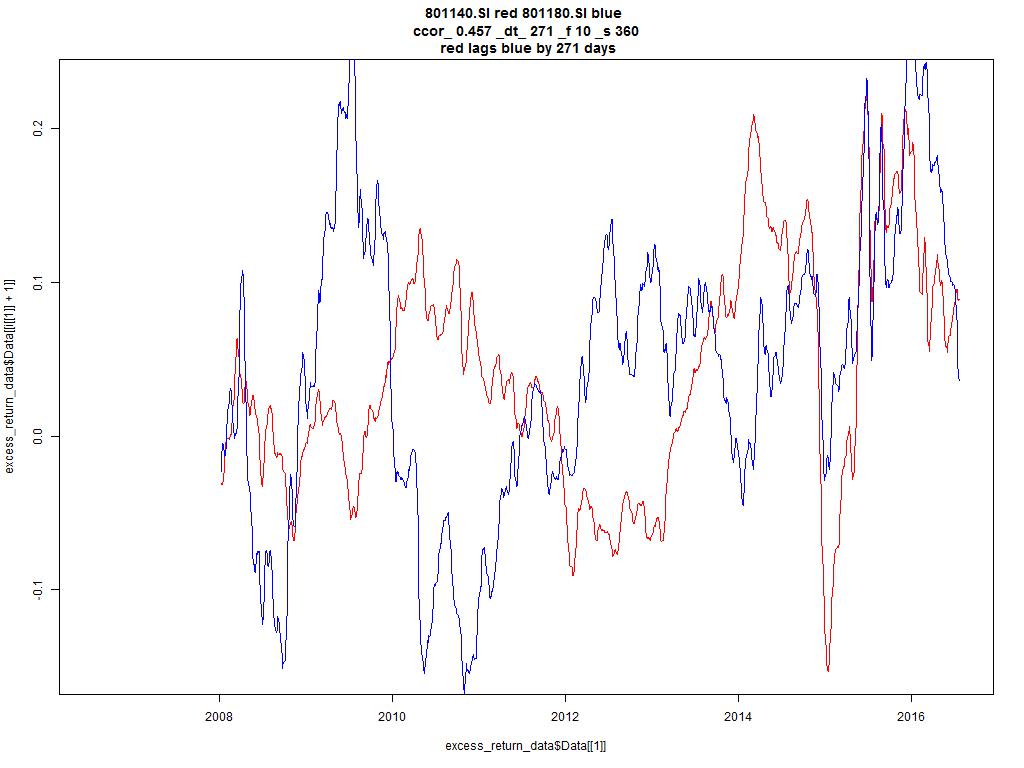 801140.SI red 801180.SI blue
ccor_ 0.457 _dt_ 271 _f 10 _s 360
red lags blue by 271 days
excess_return_data$Data[[i[1]] + 1]]
0.2
0.1
0.0
-0.1
2008 2010 2012 2014 2016
excess_return_data$Data[[1]]